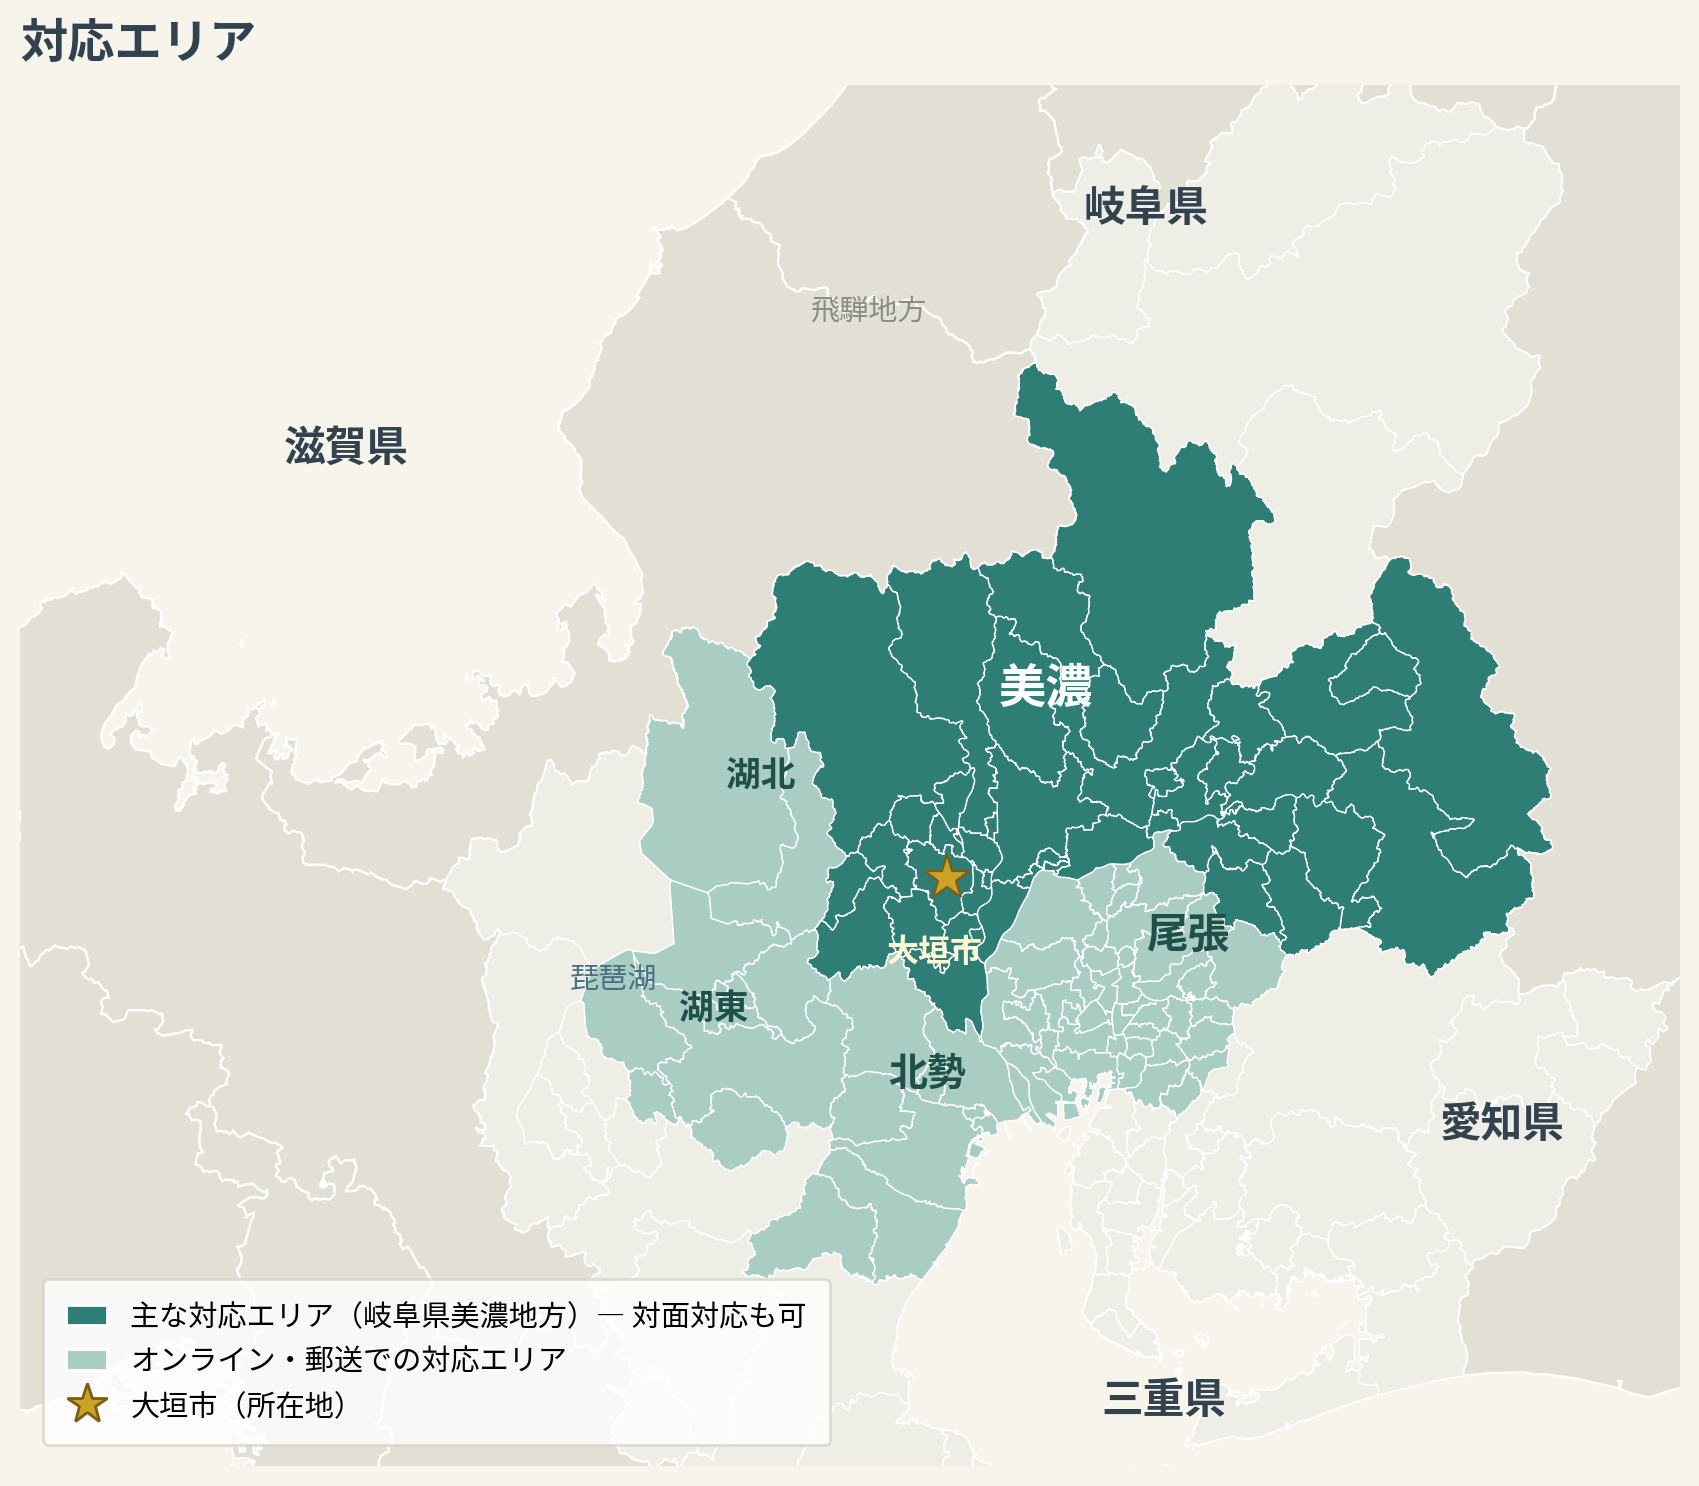 対応エリア
岐阜県
飛騨地方
滋賀県
美濃
湖北
尾張
大垣市
琵琶湖
湖東
北勢
愛知県
三重県
主な対応エリア（岐阜県美濃地方）― 対面対応も可
オンライン・郵送での対応エリア
大垣市（所在地）